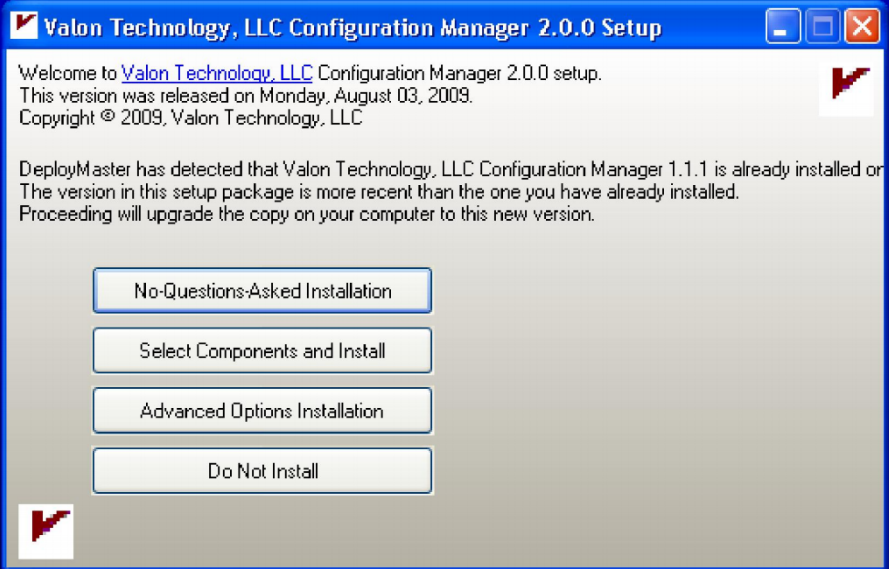 Valon Technology, LLC Configuration Manager 2.0.0 Setup
Welcome to Valon Technology, LLC Configuration Manager 2.0.0 setup.
This version was released on Monday, August 03, 2009.
Copyright © 2009, Valon Technology, LLC
DeployMaster has detected that Valon Technology, LLC Configuration Manager 1.1.1 is already installed or
The version in this setup package is more recent than the one you have already installed.
Proceeding will upgrade the copy on your computer to this new version.
No-Questions-Asked Installation
Select Components and Install
Advanced Options Installation
Do Not Install